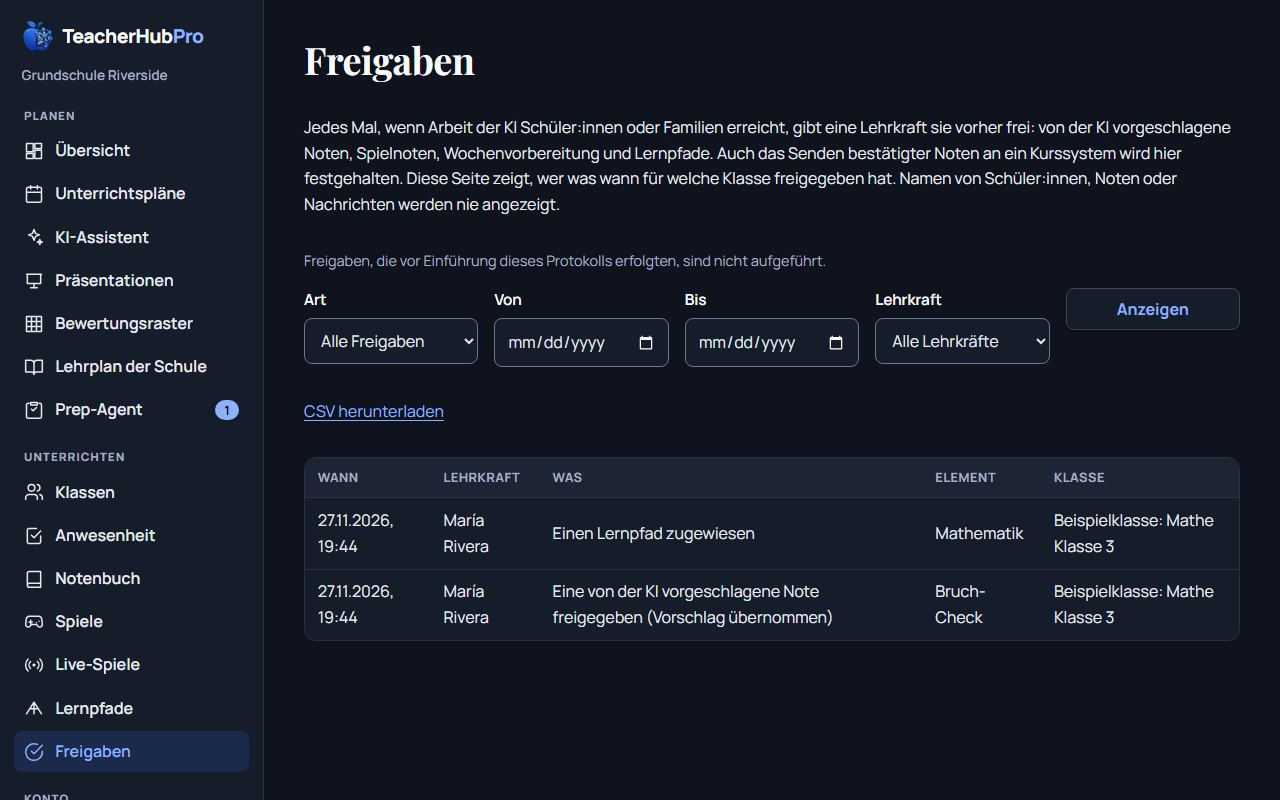 TeacherHubPro
Grundschule Riverside
PLANEN
Übersicht
Unterrichtspläne
KI-Assistent
Präsentationen
Bewertungsraster
Lehrplan der Schule
Prep-Agent 1
UNTERRICHTEN
Klassen
Anwesenheit
Notenbuch
Spiele
Live-Spiele
Lernpfade
Freigaben
KONTO
Freigaben
Jedes Mal, wenn Arbeit der KI Schüler:innen oder Familien erreicht, gibt eine Lehrkraft sie vorher frei: von der KI vorgeschlagene
Noten, Spielnoten, Wochenvorbereitung und Lernpfade. Auch das Senden bestätigter Noten an ein Kurssystem wird hier
festgehalten. Diese Seite zeigt, wer was wann für welche Klasse freigegeben hat. Namen von Schüler:innen, Noten oder
Nachrichten werden nie angezeigt.
Freigaben, die vor Einführung dieses Protokolls erfolgten, sind nicht aufgeführt.
Art Von Bis Lehrkraft
Alle Freigaben mm/dd/yyyy mm/dd/yyyy Alle Lehrkräfte Anzeigen
CSV herunterladen
WANN LEHRKRAFT WAS ELEMENT KLASSE
27.11.2026, María Einen Lernpfad zugewiesen Mathematik Beispielklasse: Mathe
19:44 Rivera Klasse 3
27.11.2026, María Eine von der KI vorgeschlagene Note Bruch- Beispielklasse: Mathe
19:44 Rivera freigegeben (Vorschlag übernommen) Check Klasse 3